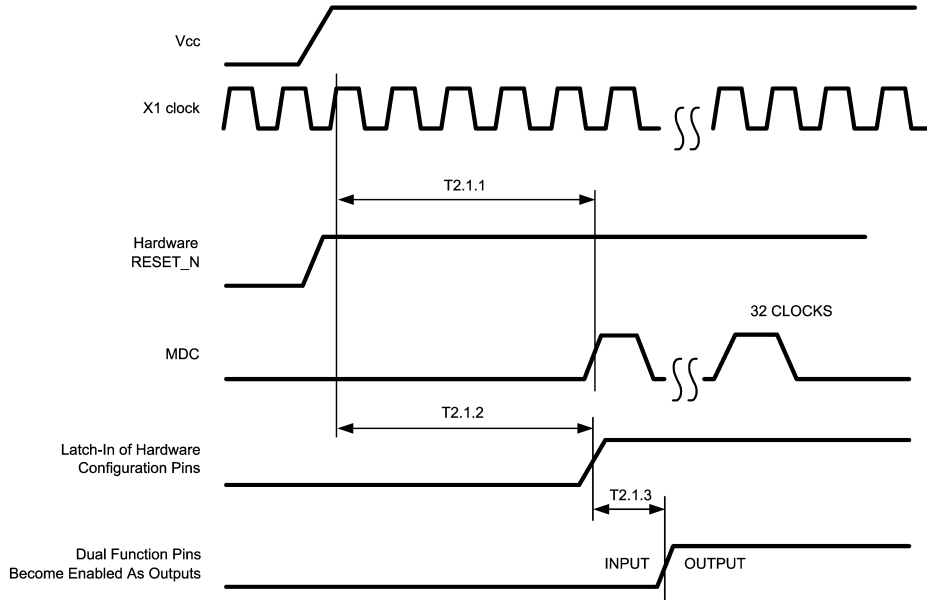 Vcc
X1 clock
T2.1.1
Hardware
RESET_N
32 CLOCKS
MDC
T2.1.2
Latch-In of Hardware
Configuration Pins
T2.1.3
Dual Function Pins
Become Enabled As Outputs
INPUT
OUTPUT